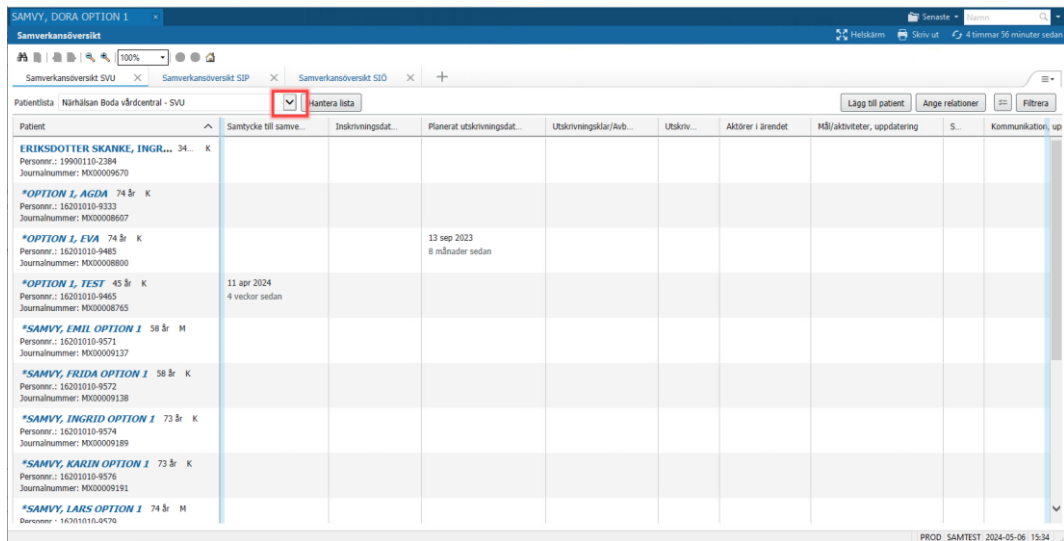 SAMVY, DORA OPTION 1 ×
Senaste Namn
Samverkansöversikt
Helskärm Skriv ut 4 timmar 56 minuter sedan
100%
Samverkansöversikt SVU × Samverkansöversikt SIP × Samverkansöversikt SIÖ × +
Patientlista Närhälsan Boda vårdcentral - SVU Hantera lista Lägg till patient Ange relationer Filtrera
Patient Samtycke till samve... Inskrivningsdat... Planerat utskrivningsdat... Utskrivningsklar/Avb... Utskriv... Aktörer i ärendet Mål/aktiviteter, uppdatering S... Kommunikation, up
ERIKSDOTTER SKANKE, INGR... 34... K
Personnr.: 19900110-2384
Journalnummer: MX00009670
*OPTION 1, AGDA 74 år K
Personnr.: 16201010-9333
Journalnummer: MX00008607
*OPTION 1, EVA 74 år K 13 sep 2023
Personnr.: 16201010-9485 8 månader sedan
Journalnummer: MX00008800
*OPTION 1, TEST 45 år K 11 apr 2024
Personnr.: 16201010-9465 4 veckor sedan
Journalnummer: MX00008765
*SAMVY, EMIL OPTION 1 58 år M
Personnr.: 16201010-9571
Journalnummer: MX00009137
*SAMVY, FRIDA OPTION 1 58 år K
Personnr.: 16201010-9572
Journalnummer: MX00009138
*SAMVY, INGRID OPTION 1 73 år K
Personnr.: 16201010-9574
Journalnummer: MX00009189
*SAMVY, KARIN OPTION 1 73 år K
Personnr.: 16201010-9576
Journalnummer: MX00009191
*SAMVY, LARS OPTION 1 74 år M
Personnr.: 16201010-9579
PROD SAMTEST 2024-05-06 15:34